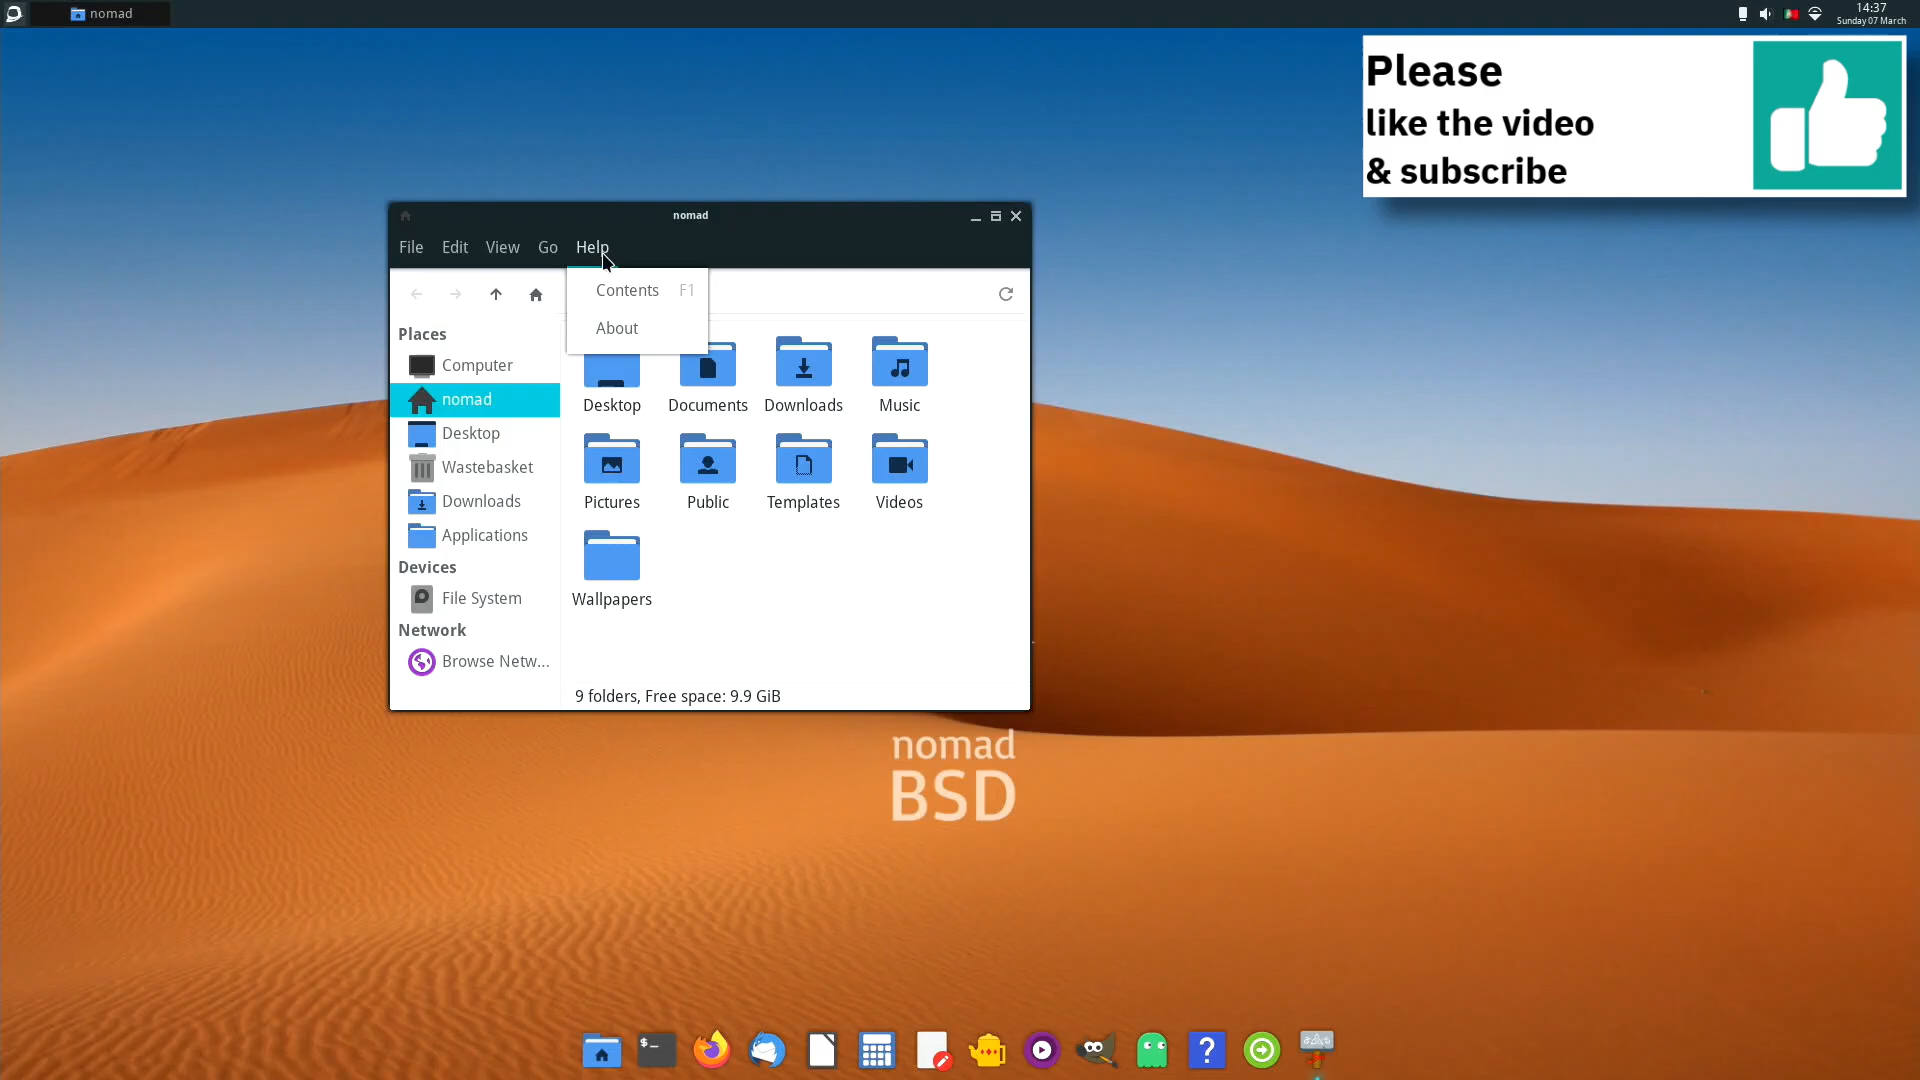 nomad
14:37
Sunday 07 March
Please
like the video
& subscribe
nomad
File Edit View Go Help
Contents F1
About
Places
Computer
nomad
Desktop
Wastebasket
Downloads
Applications
Devices
File System
Network
Browse Netw...
Desktop Documents Downloads Music
Pictures Public Templates Videos
Wallpapers
9 folders, Free space: 9.9 GiB
nomad
BSD
$_
?